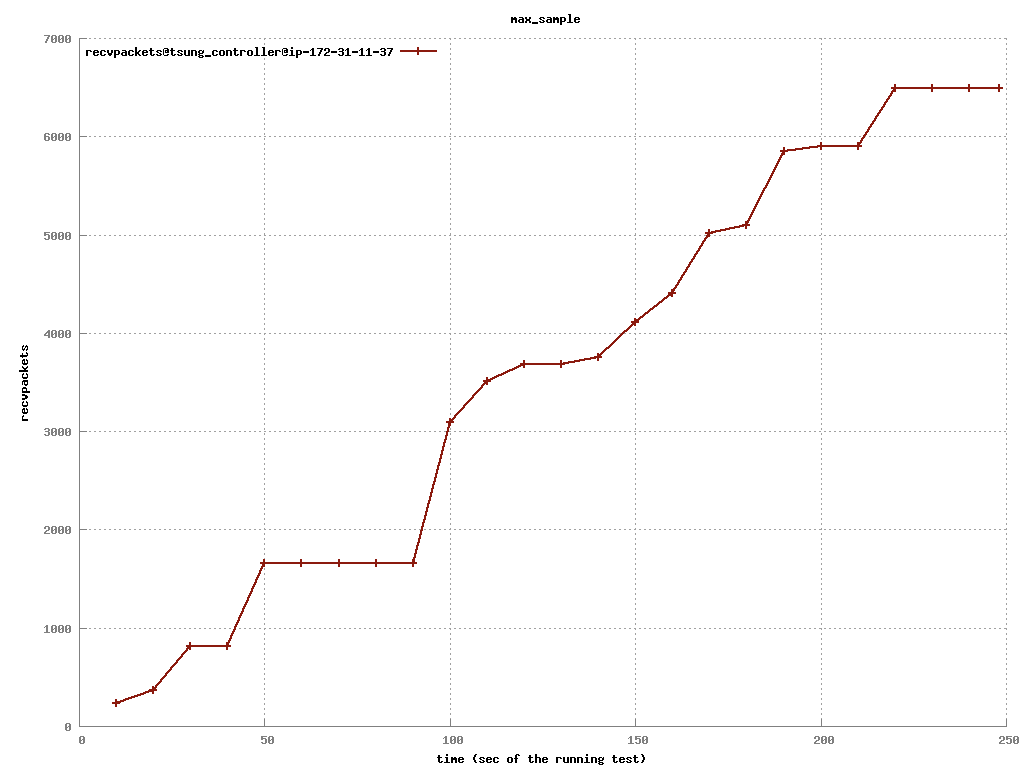 max_sample
recvpackets@tsung_controller@ip-172-31-11-37
7000
6000
5000
4000
3000
2000
1000
0
recvpackets
0 50 100 150 200 250
time (sec of the running test)